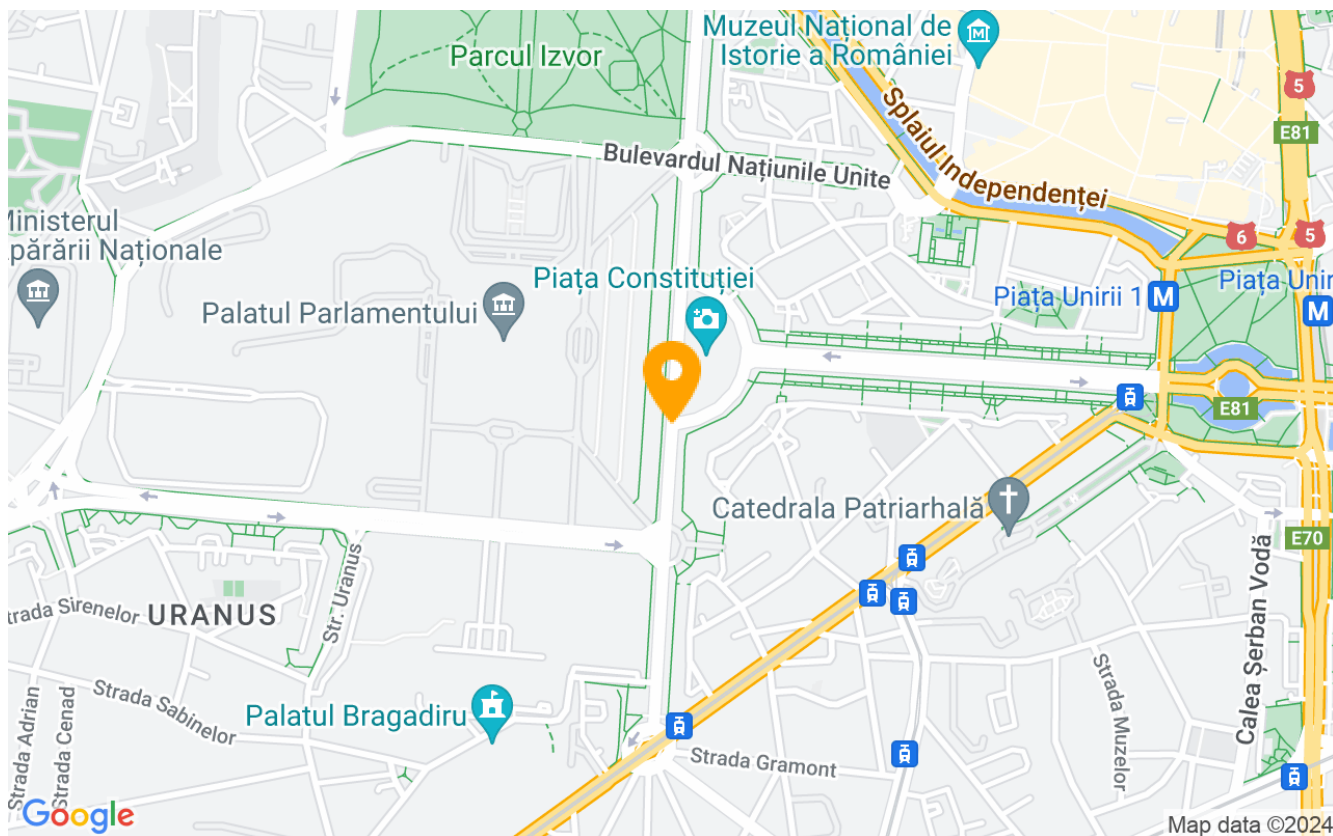 Muzeul Național de
Istorie a României
Parcul Izvor
5
E81
Splaiul Independenței
Bulevardul Națiunile Unite
Ministerul
Apărării Naționale
6
5
Piața Constituției
Piața Unirii 1
M
Piața Unir
M
Palatul Parlamentului
E81
Catedrala Patriarhală
E70
Calea Șerban Vodă
Str. Uranus
Strada Sirenelor
URANUS
Strada Muzelor
Strada Adrian
Strada Cenad
Strada Sabinelor
Palatul Bragadiru
Strada Gramont
Google
Map data ©2024